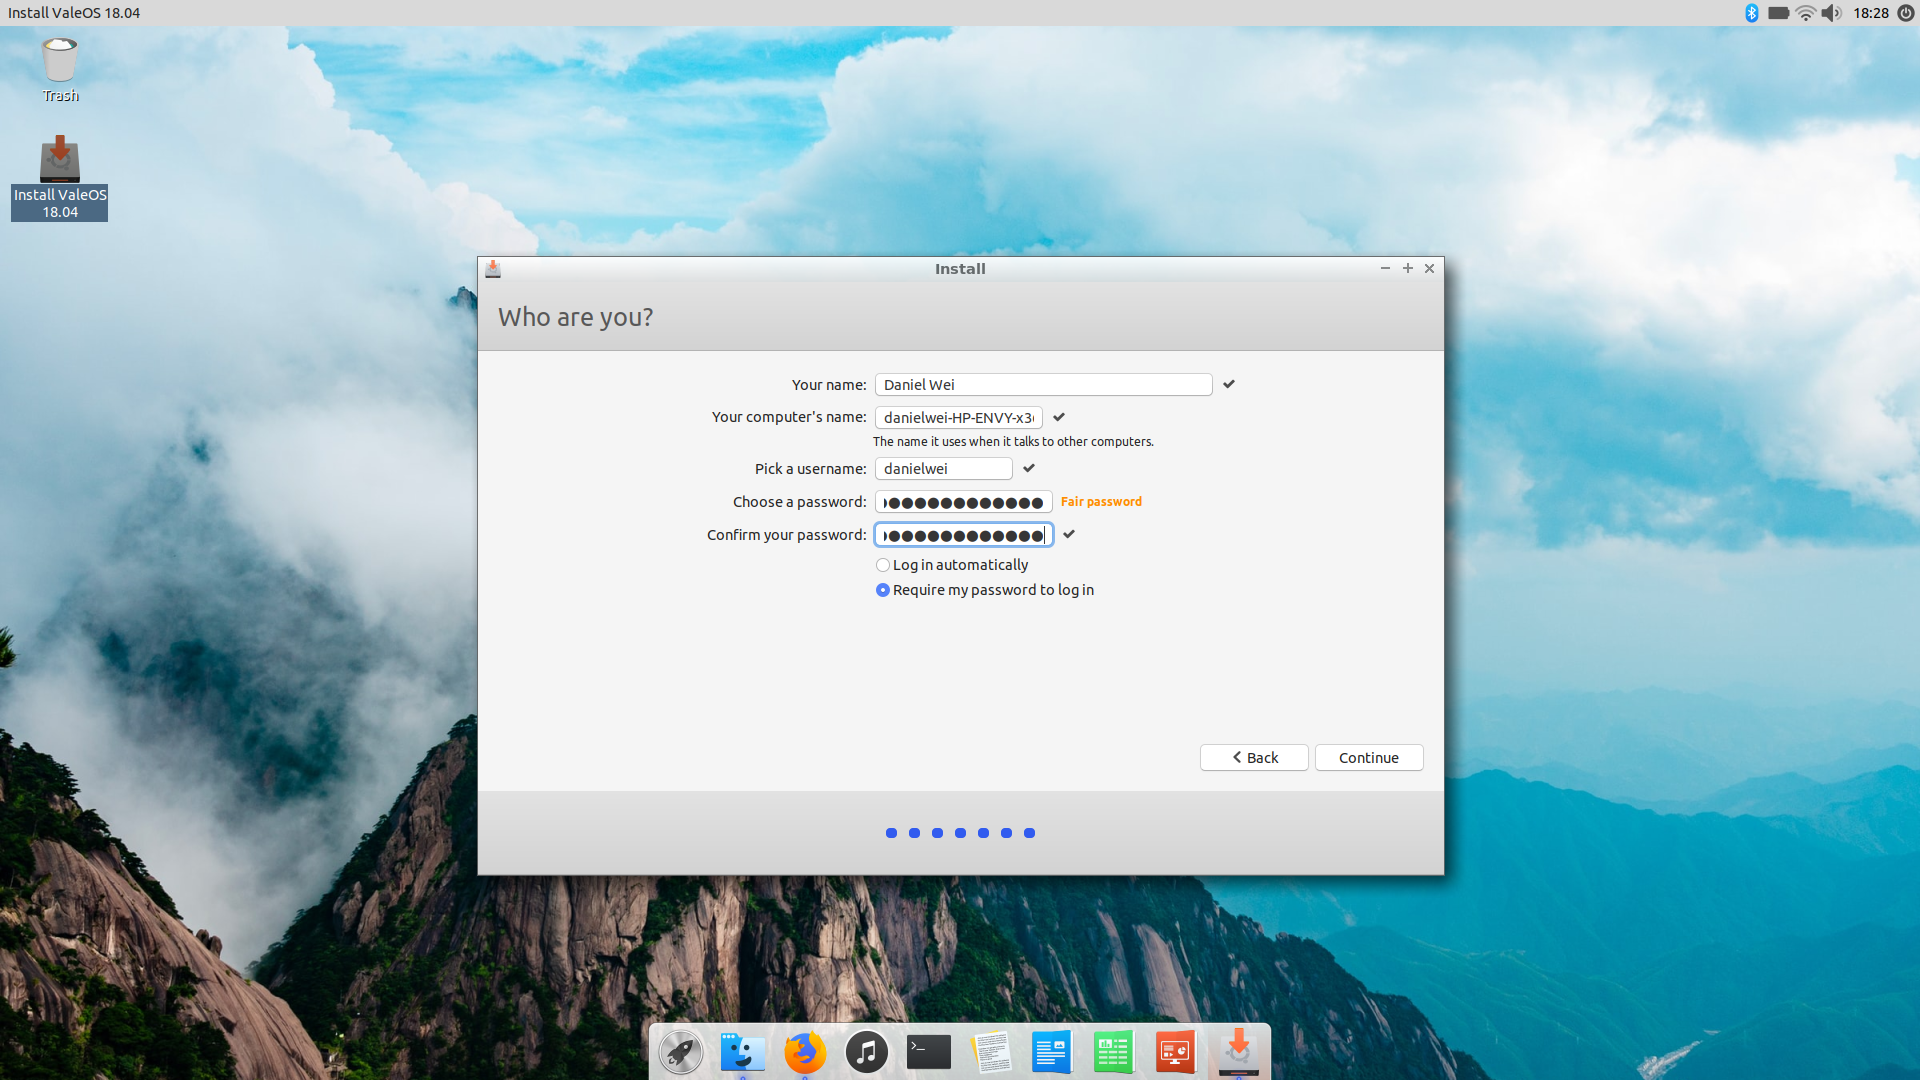 Install ValeOS 18.04
18:28
Trash
Install ValeOS
18.04
Install
Who are you?
Your name: Daniel Wei
Your computer's name: danielwei-HP-ENVY-x3
The name it uses when it talks to other computers.
Pick a username: danielwei
Choose a password: Fair password
Confirm your password:
Log in automatically
Require my password to log in
Back
Continue